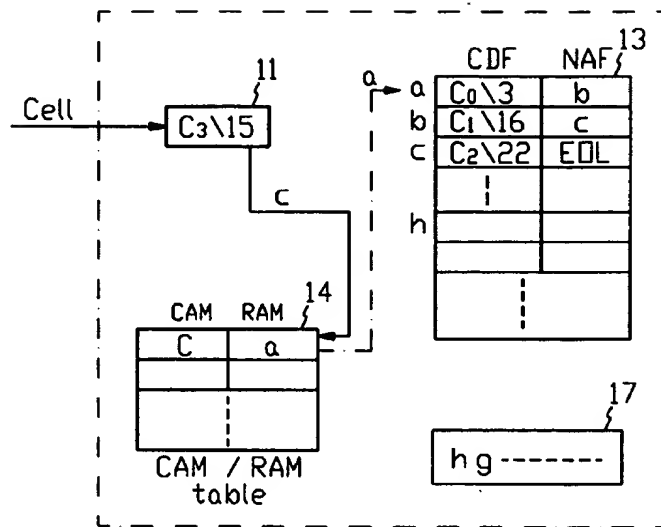 CDF NAF 13
a a C₀\3 b
b C₁\16 c
c C₂\22 EOL
h
Cell
11
C₃\15
c
CAM RAM 14
C a
CAM / RAM
table
17
h g